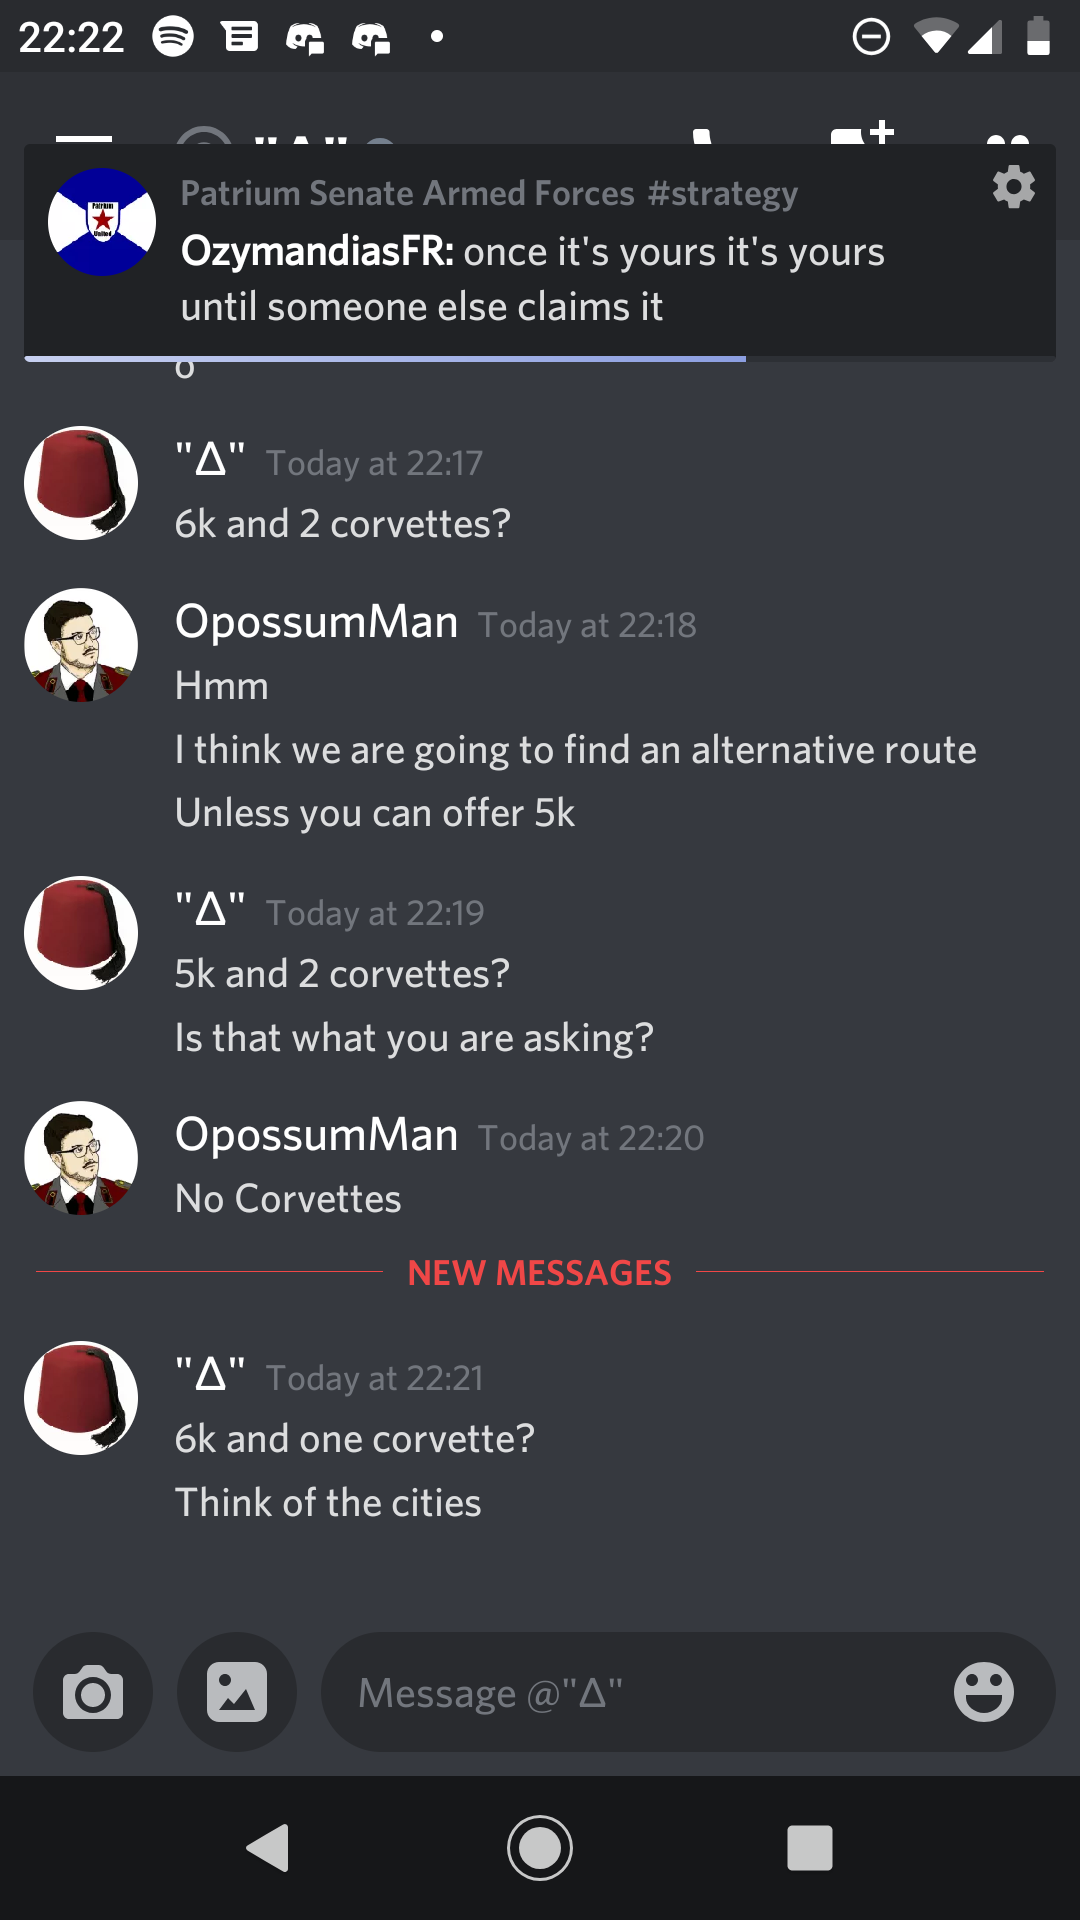 22:22
"Δ"
Patrium Senate Armed Forces #strategy
OzymandiasFR: once it's yours it's yours
until someone else claims it
Patrium
United
"Δ" Today at 22:17
6k and 2 corvettes?
OpossumMan Today at 22:18
Hmm
I think we are going to find an alternative route
Unless you can offer 5k
"Δ" Today at 22:19
5k and 2 corvettes?
Is that what you are asking?
OpossumMan Today at 22:20
No Corvettes
NEW MESSAGES
"Δ" Today at 22:21
6k and one corvette?
Think of the cities
Message @"Δ"